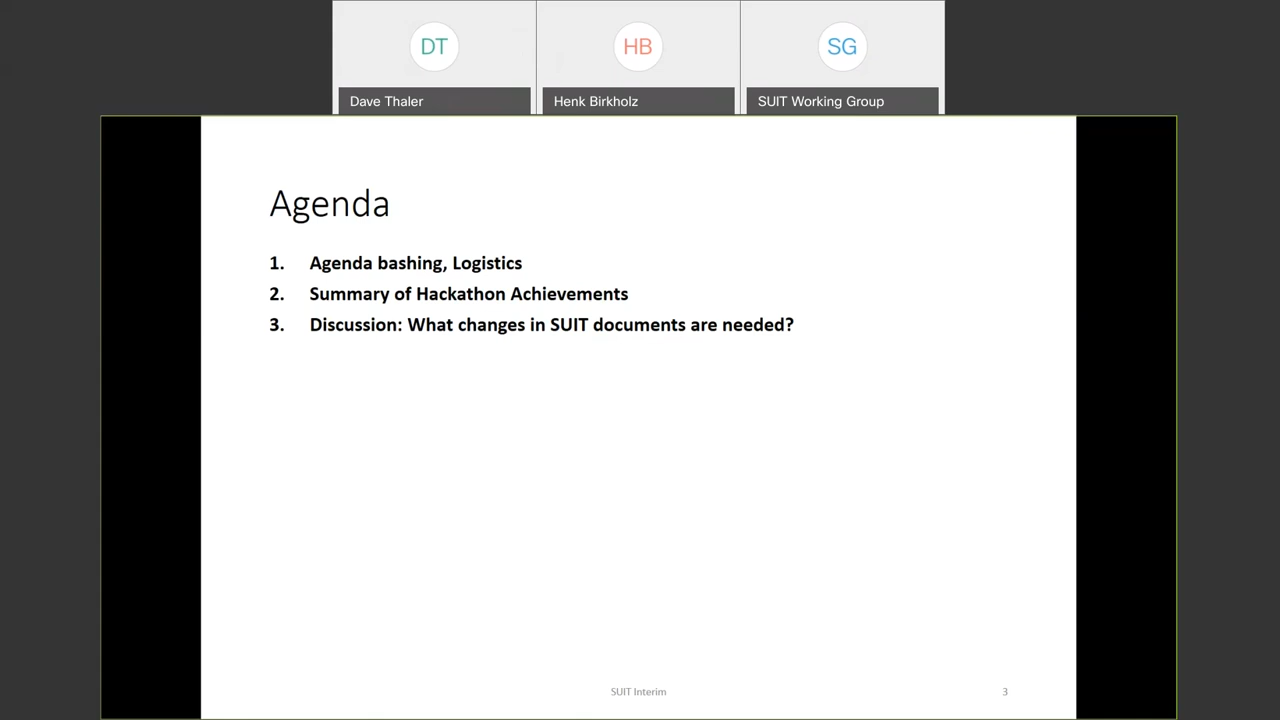 DT
HB
SG
Dave Thaler
Henk Birkholz
SUIT Working Group
Agenda
1. Agenda bashing, Logistics
2. Summary of Hackathon Achievements
3. Discussion: What changes in SUIT documents are needed?
SUIT Interim
3